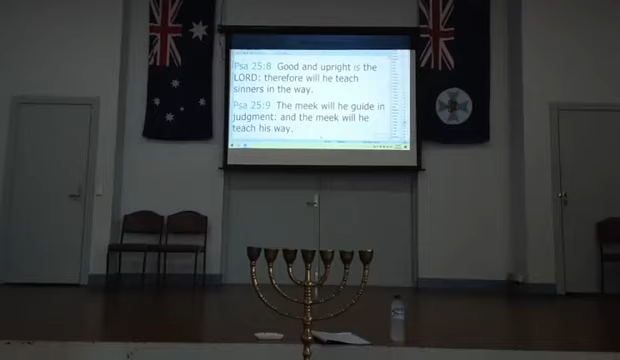 Psa 25:8 Good and upright is the
LORD: therefore will he teach
sinners in the way.
Psa 25:9 The meek will he guide in
judgment: and the meek will he
teach his way.